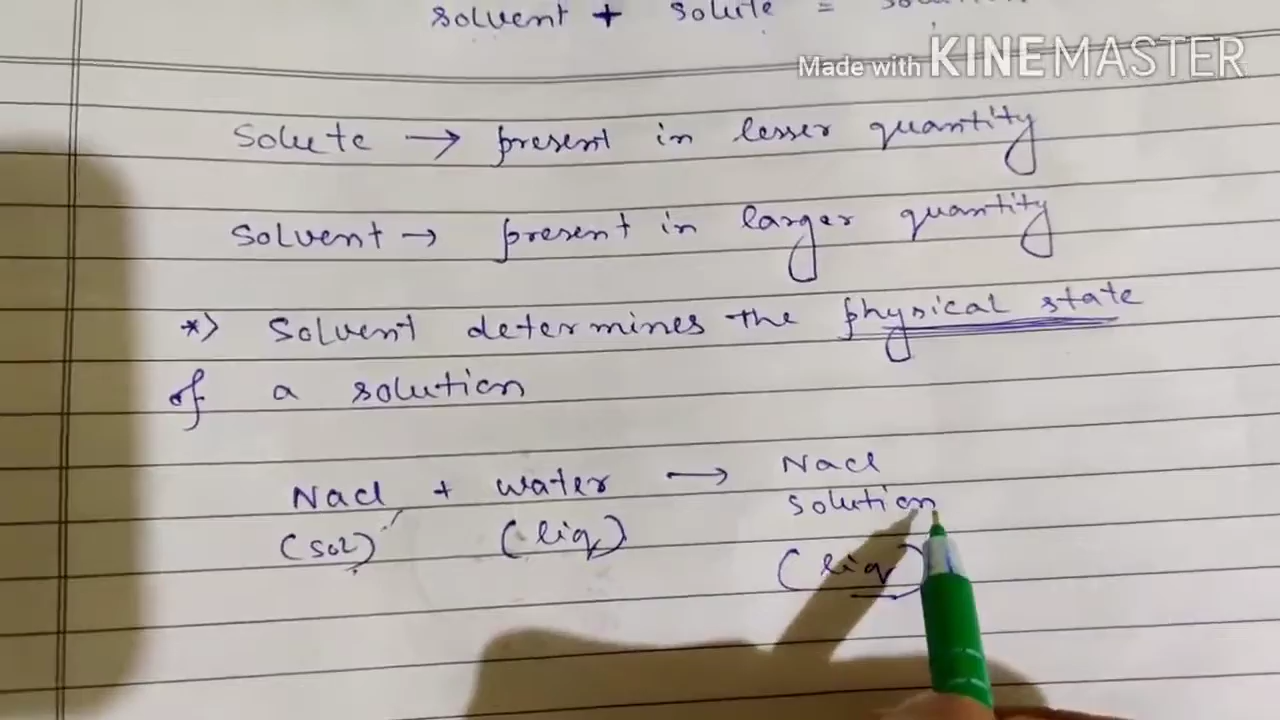 solvent + solute =
Made with KINEMASTER
Solute → present in lesser quantity
Solvent → present in larger quantity
*) Solvent determines the physical state
of a solution
Nacl + water → Nacl
solution
(sol) (liq) (liq)